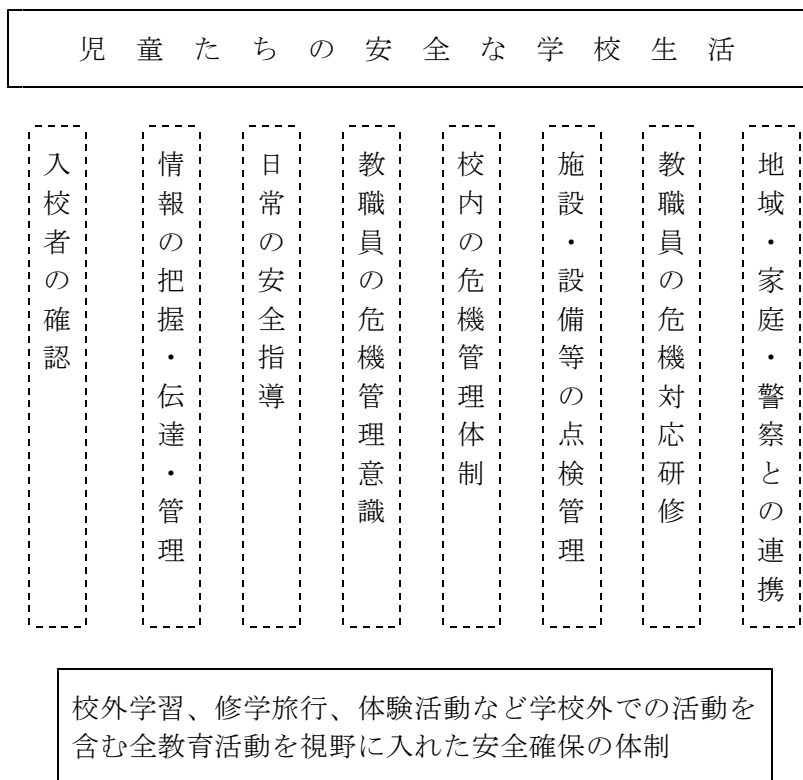 児童たちの安全な学校生活
入校者の確認
情報の把握・伝達・管理
日常の安全指導
教職員の危機管理意識
校内の危機管理体制
施設・設備等の点検管理
教職員の危機対応研修
地域・家庭・警察との連携
校外学習、修学旅行、体験活動など学校外での活動を
含む全教育活動を視野に入れた安全確保の体制